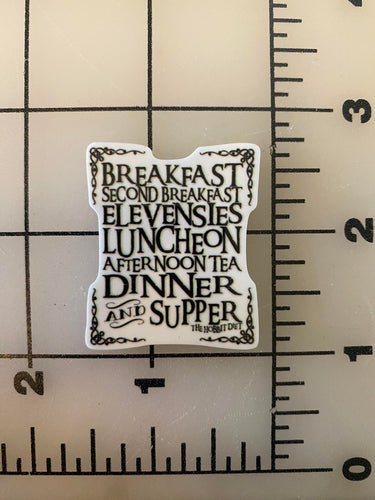 BREAKFAST
SECOND BREAKFAST
ELEVENSIES
LUNCHEON
AFTERNOON TEA
DINNER
AND SUPPER
THE HOBBIT DIET
3
2
1
0
2
1